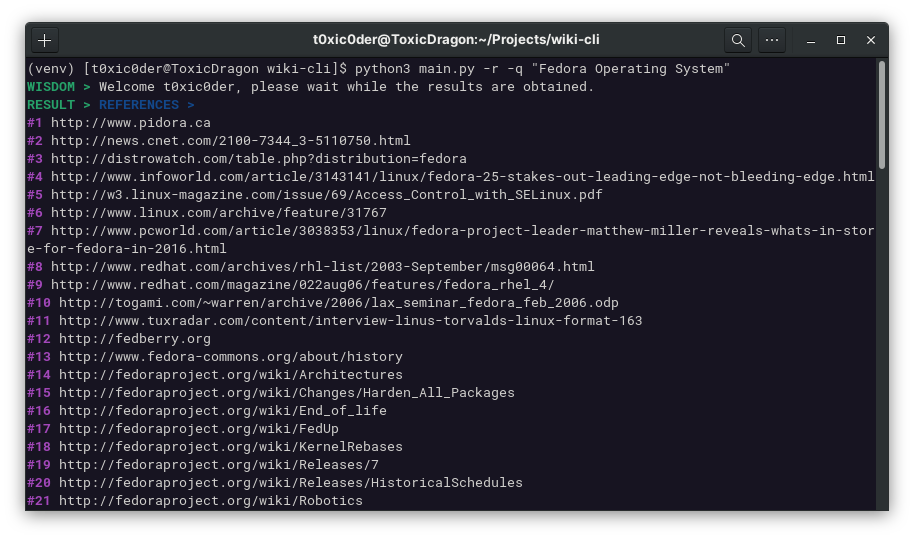 t0xic0der@ToxicDragon:~/Projects/wiki-cli
(venv) [t0xic0der@ToxicDragon wiki-cli]$ python3 main.py -r -q "Fedora Operating System"
WISDOM > Welcome t0xic0der, please wait while the results are obtained.
RESULT > REFERENCES >
#1 http://www.pidora.ca
#2 http://news.cnet.com/2100-7344_3-5110750.html
#3 http://distrowatch.com/table.php?distribution=fedora
#4 http://www.infoworld.com/article/3143141/linux/fedora-25-stakes-out-leading-edge-not-bleeding-edge.html
#5 http://w3.linux-magazine.com/issue/69/Access_Control_with_SELinux.pdf
#6 http://www.linux.com/archive/feature/31767
#7 http://www.pcworld.com/article/3038353/linux/fedora-project-leader-matthew-miller-reveals-whats-in-stor
e-for-fedora-in-2016.html
#8 http://www.redhat.com/archives/rhl-list/2003-September/msg00064.html
#9 http://www.redhat.com/magazine/022aug06/features/fedora_rhel_4/
#10 http://togami.com/~warren/archive/2006/lax_seminar_fedora_feb_2006.odp
#11 http://www.tuxradar.com/content/interview-linus-torvalds-linux-format-163
#12 http://fedberry.org
#13 http://www.fedora-commons.org/about/history
#14 http://fedoraproject.org/wiki/Architectures
#15 http://fedoraproject.org/wiki/Changes/Harden_All_Packages
#16 http://fedoraproject.org/wiki/End_of_life
#17 http://fedoraproject.org/wiki/FedUp
#18 http://fedoraproject.org/wiki/KernelRebases
#19 http://fedoraproject.org/wiki/Releases/7
#20 http://fedoraproject.org/wiki/Releases/HistoricalSchedules
#21 http://fedoraproject.org/wiki/Robotics